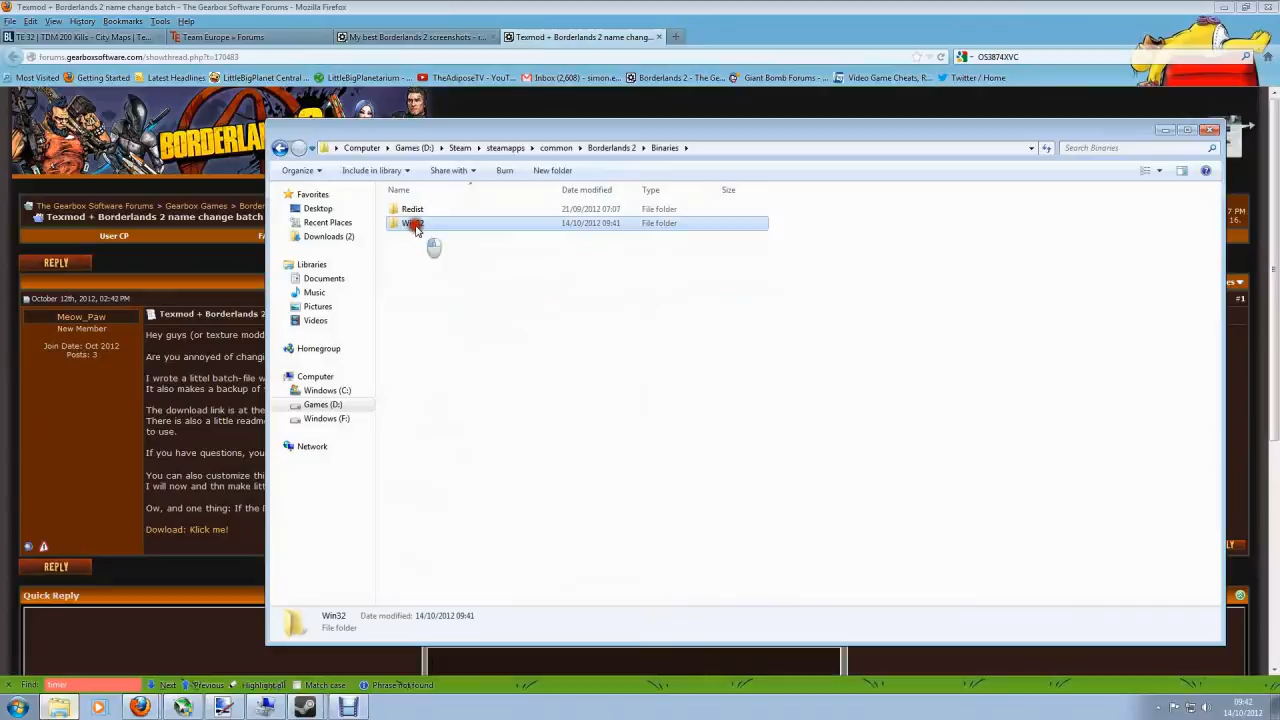 Texmod + Borderlands 2 name change batch - The Gearbox Software Forums - Mozilla Firefox
File Edit View History Bookmarks Tools Help
TE 32 | TDM 200 Kills - City Maps | Te...
Team Europe » Forums
My best Borderlands 2 screenshots - r...
Texmod + Borderlands 2 name chang...
forums.gearboxsoftware.com/showthread.php?t=170483
OS3874XVC
Most Visited Getting Started Latest Headlines LittleBigPlanet Central ... LittleBigPlanetarium - ... YouTube - TheAdiposeTV - YouT... Inbox (2,608) - simon.e... Borderlands 2 - The Ge... Giant Bomb Forums - ... Video Game Cheats, R... Twitter / Home
BORDERLANDS
Computer Games (D:) Steam steamapps common Borderlands 2 Binaries
Search Binaries
Organize Include in library Share with Burn New folder
Name Date modified Type Size
Redist 21/09/2012 07:07 File folder
Win32 14/10/2012 09:41 File folder
Favorites
Desktop
Recent Places
Downloads (2)
Libraries
Documents
Music
Pictures
Videos
Homegroup
Computer
Windows (C:)
Games (D:)
Windows (F:)
Network
Win32 Date modified: 14/10/2012 09:41
File folder
The Gearbox Software Forums > Gearbox Games > Border
Texmod + Borderlands 2 name change batch
User CP
REPLY
October 12th, 2012, 02:42 PM
#1
Meow_Paw
New Member
Join Date: Oct 2012
Posts: 3
Texmod + Borderlands 2
Hey guys (or texture modd
Are you annoyed of changi
I wrote a littel batch-file w
It also makes a backup of
The download link is at the
There is also a little readm
to use.
If you have questions, you
You can also customize thi
I will now and thn make litt
Ow, and one thing: If the
Dowload: Klick me!
REPLY
Quick Reply
Find: timer Next Previous Highlight all Match case Phrase not found
09:42
14/10/2012